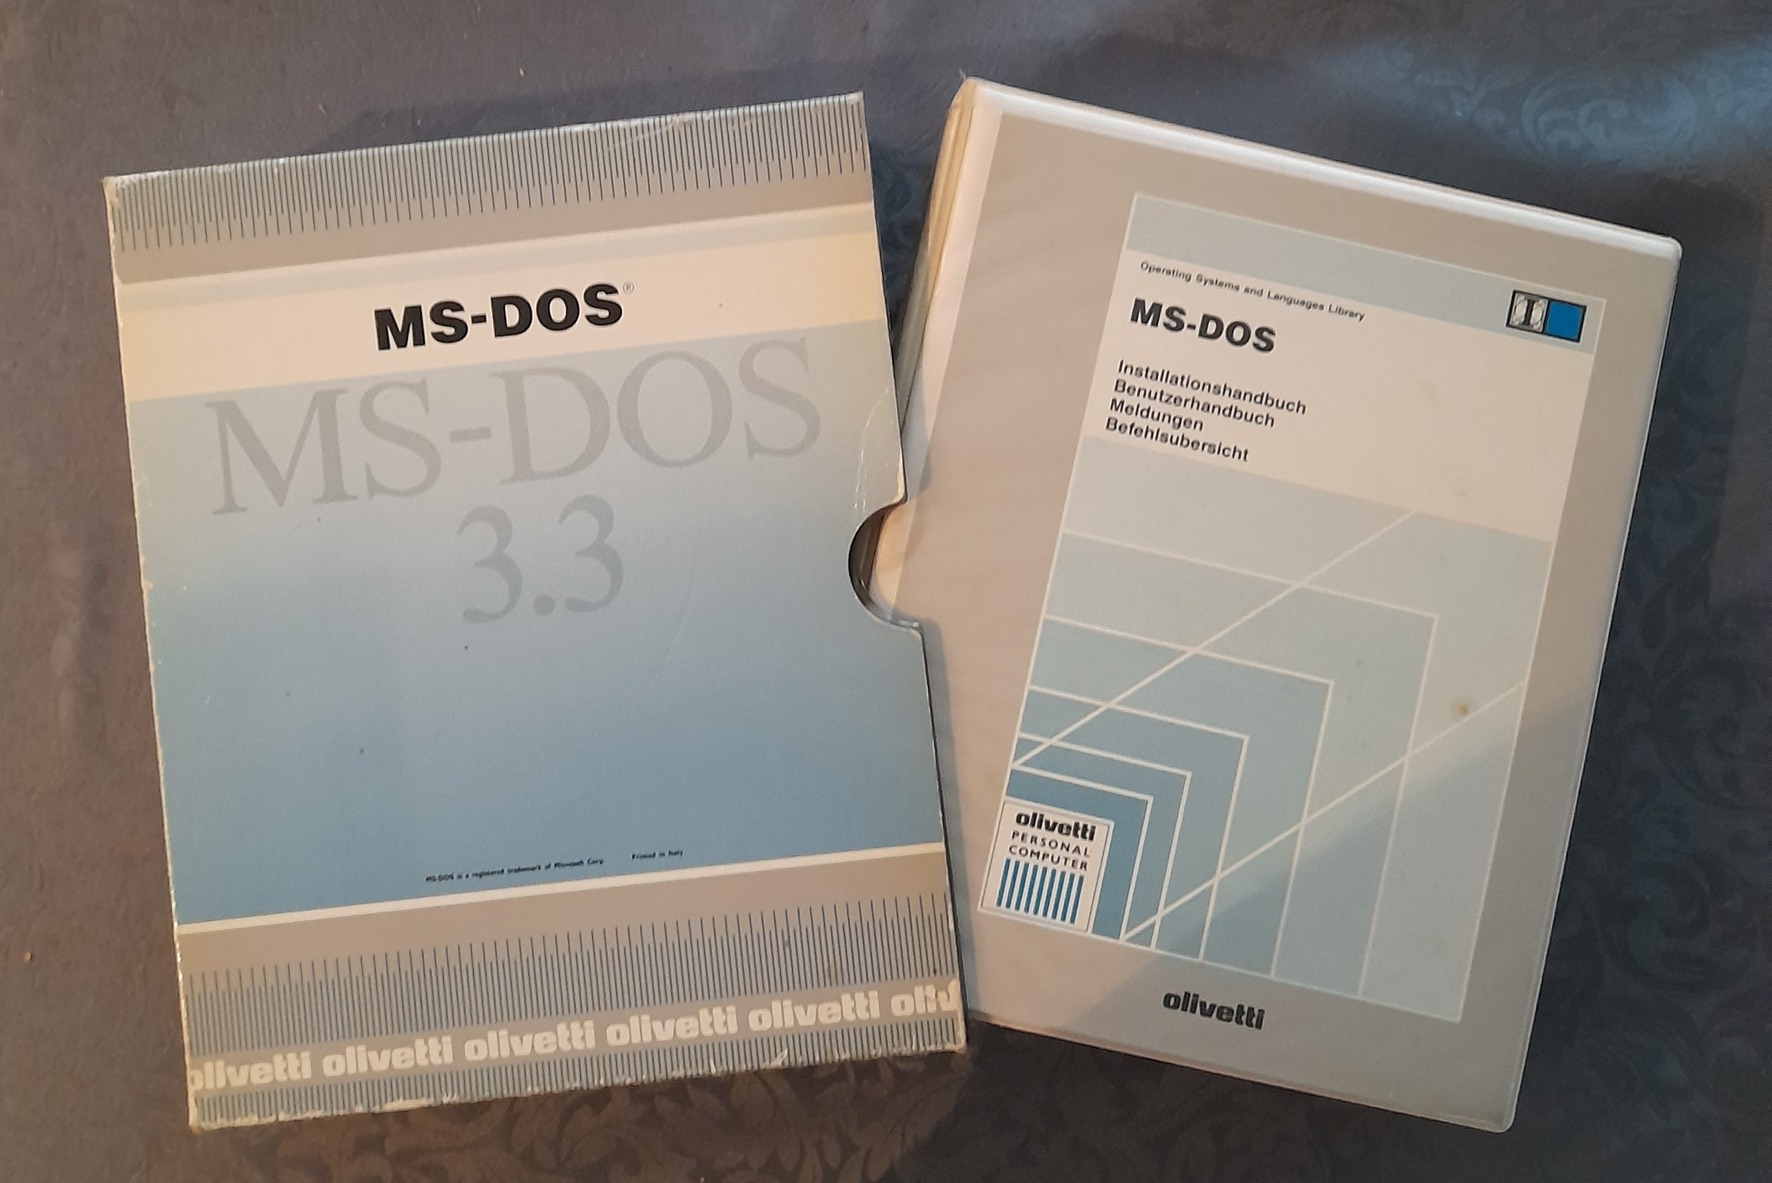 MS-DOS®
MS-DOS
3.3
MS-DOS is a registered trademark of Microsoft Corp. Printed in Italy
olivetti olivetti olivetti olivetti olivetti oliv
Operating Systems and Languages Library
I
MS-DOS
Installationshandbuch
Benutzerhandbuch
Meldungen
Befehlsubersicht
olivetti
PERSONAL
COMPUTER
olivetti